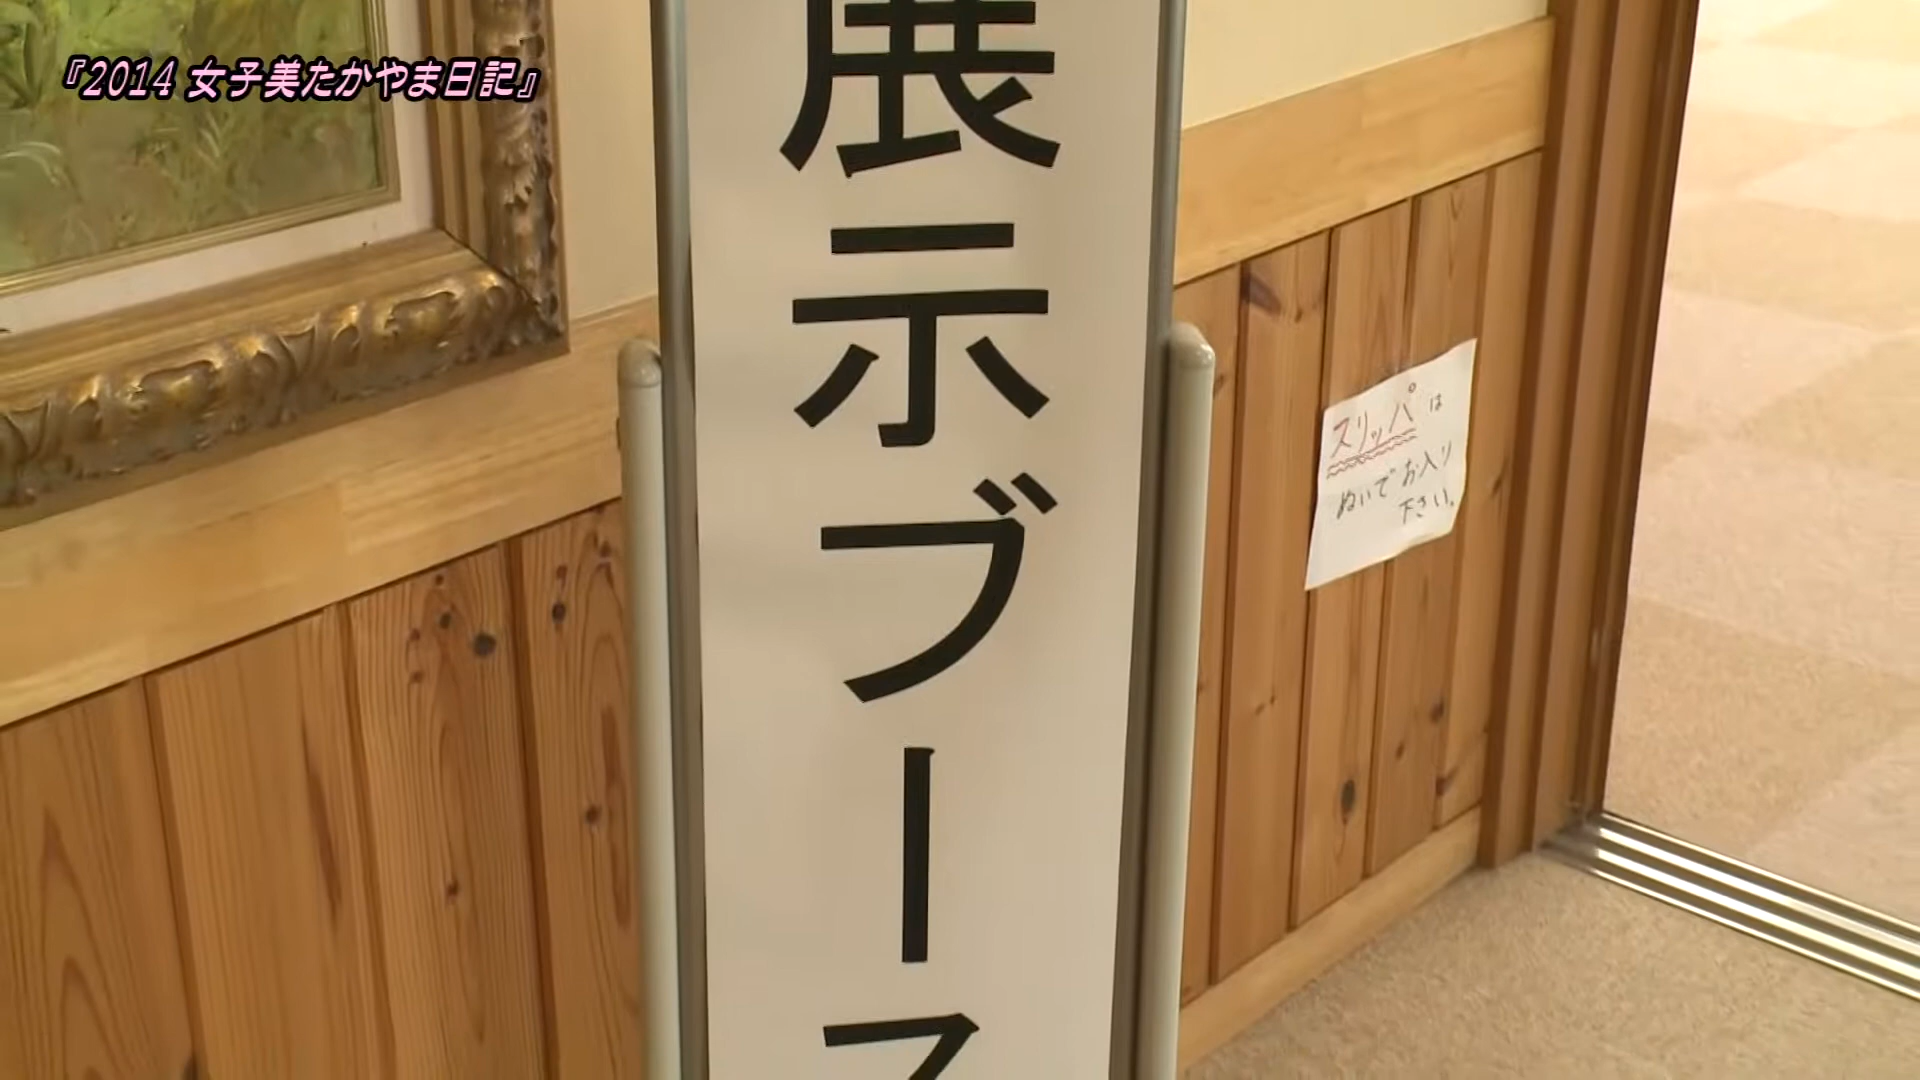 『2014 女子美たかやま日記』
展示ブース
スリッパは
ぬいでお入り
下さい。